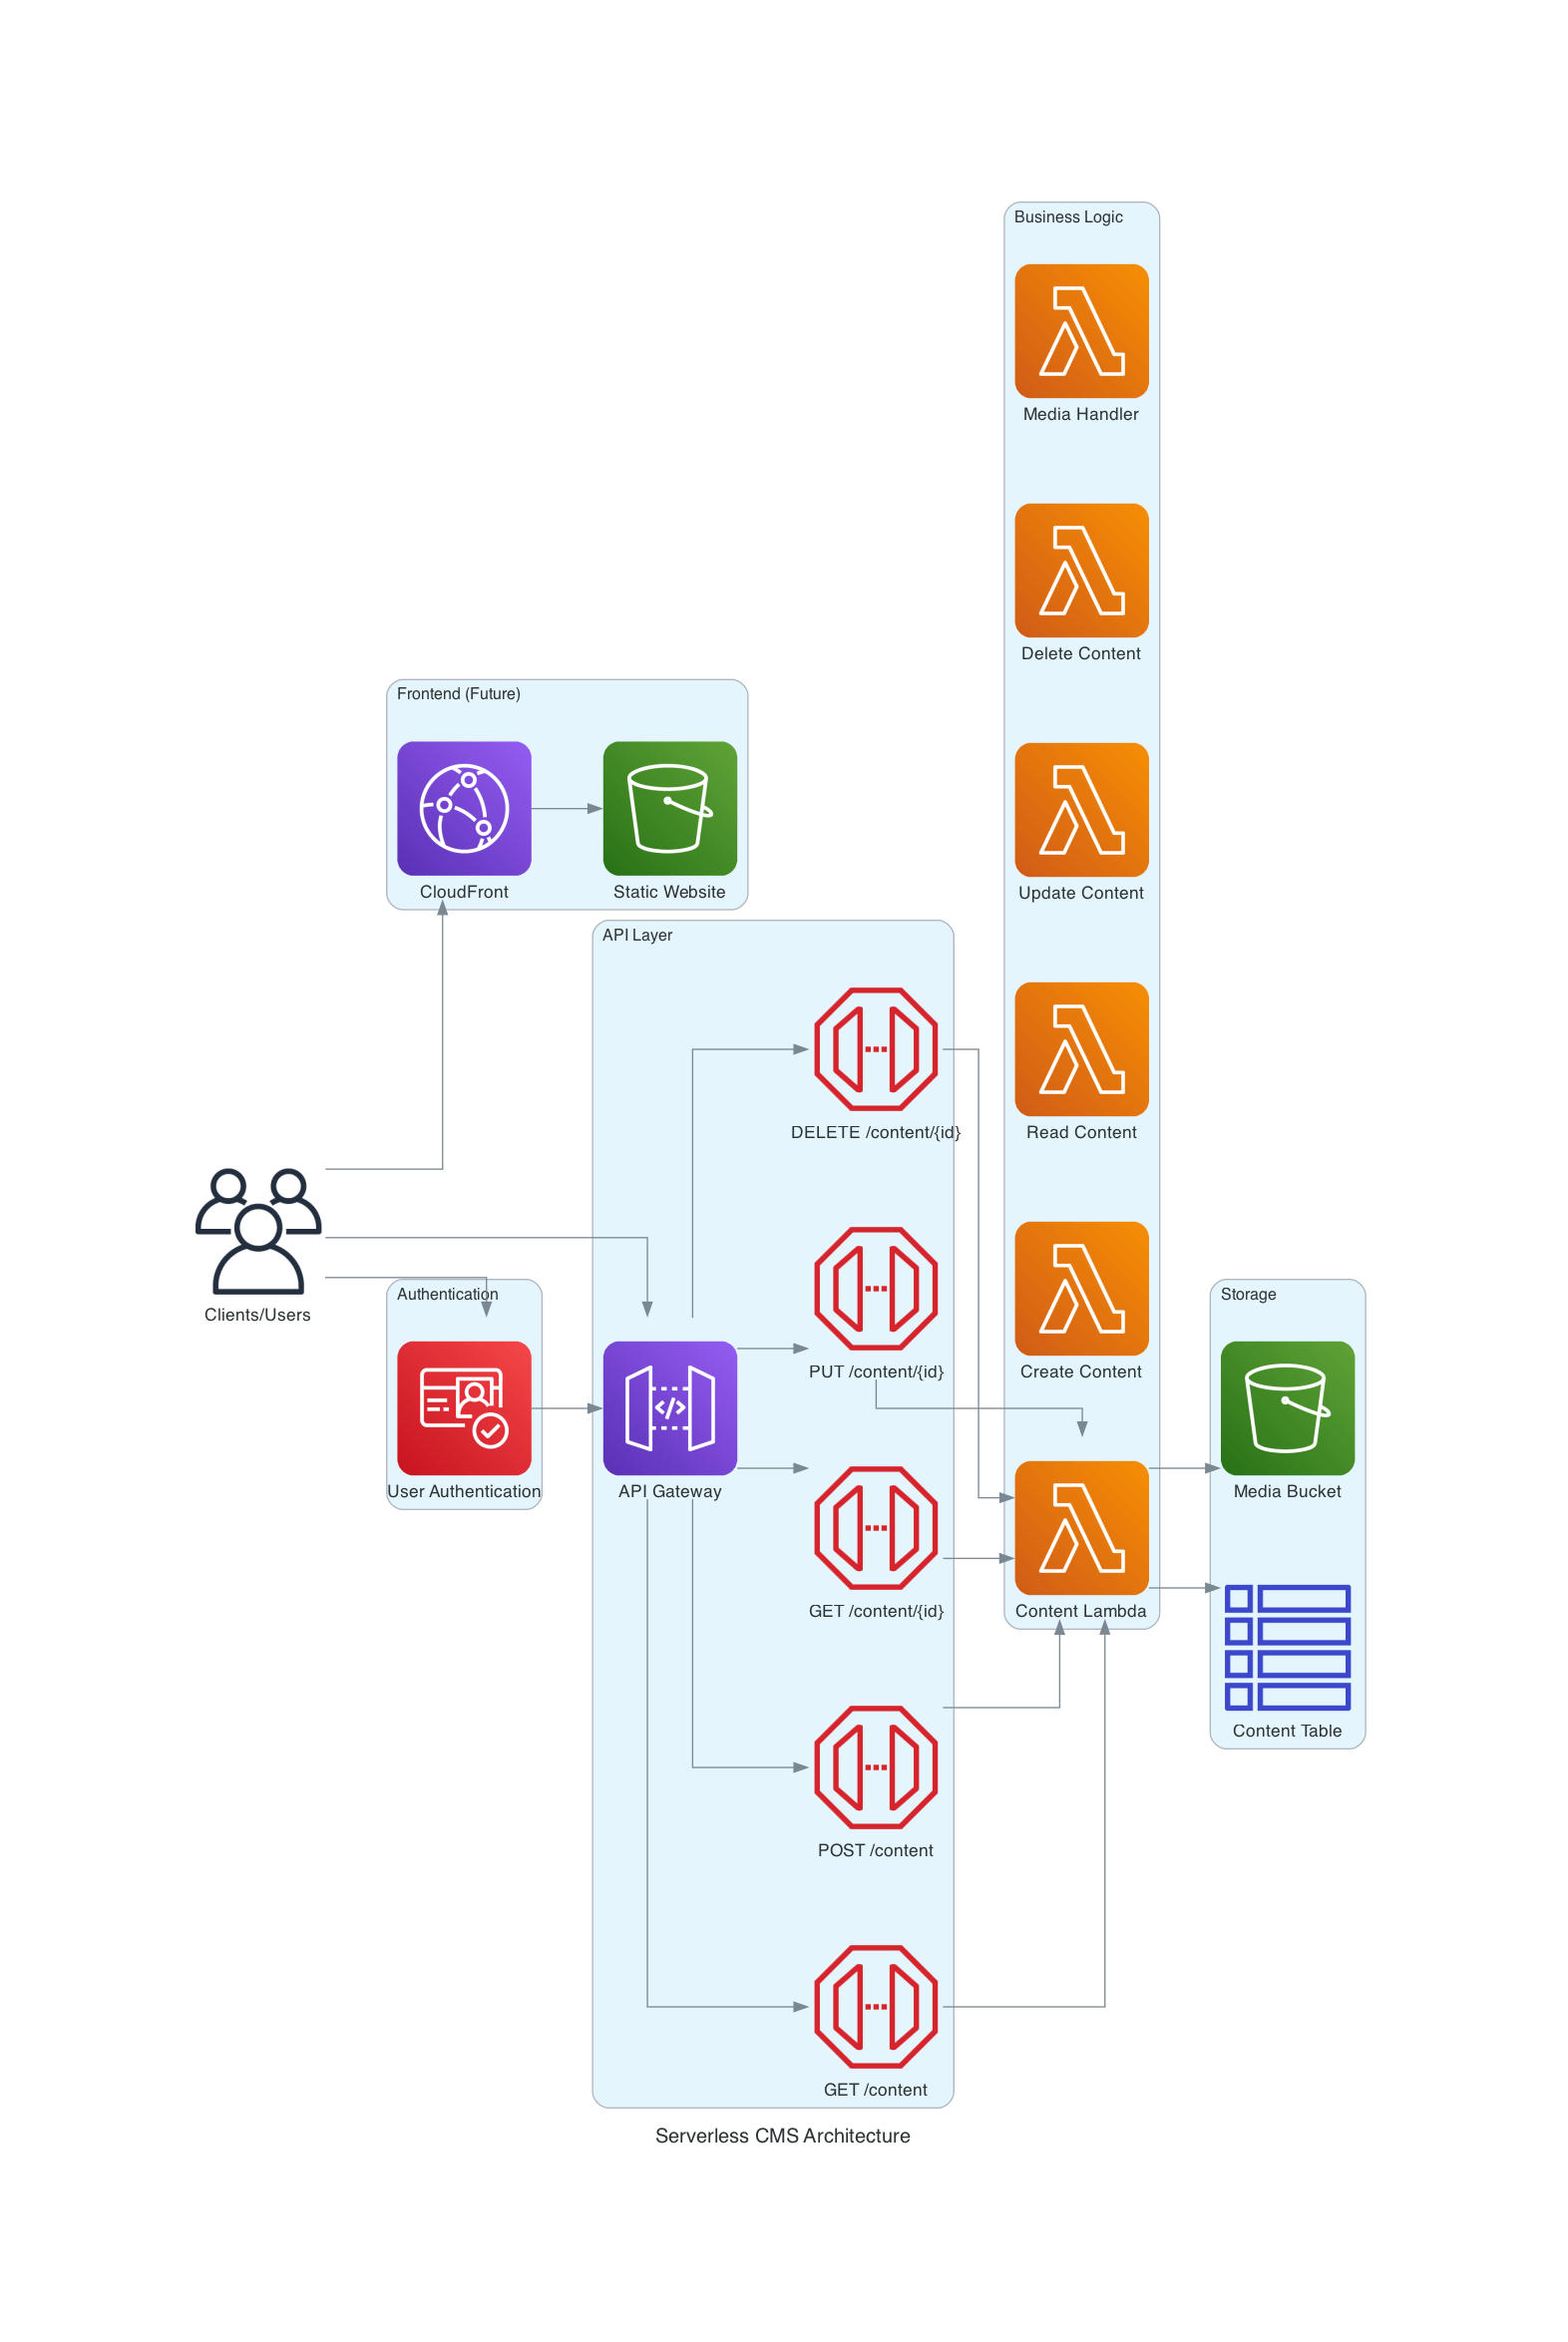 Business Logic
Media Handler
Delete Content
Update Content
Read Content
Create Content
Content Lambda
Frontend (Future)
CloudFront
Static Website
API Layer
DELETE /content/{id}
PUT /content/{id}
API Gateway
GET /content/{id}
POST /content
GET /content
Clients/Users
Authentication
User Authentication
Storage
Media Bucket
Content Table
Serverless CMS Architecture